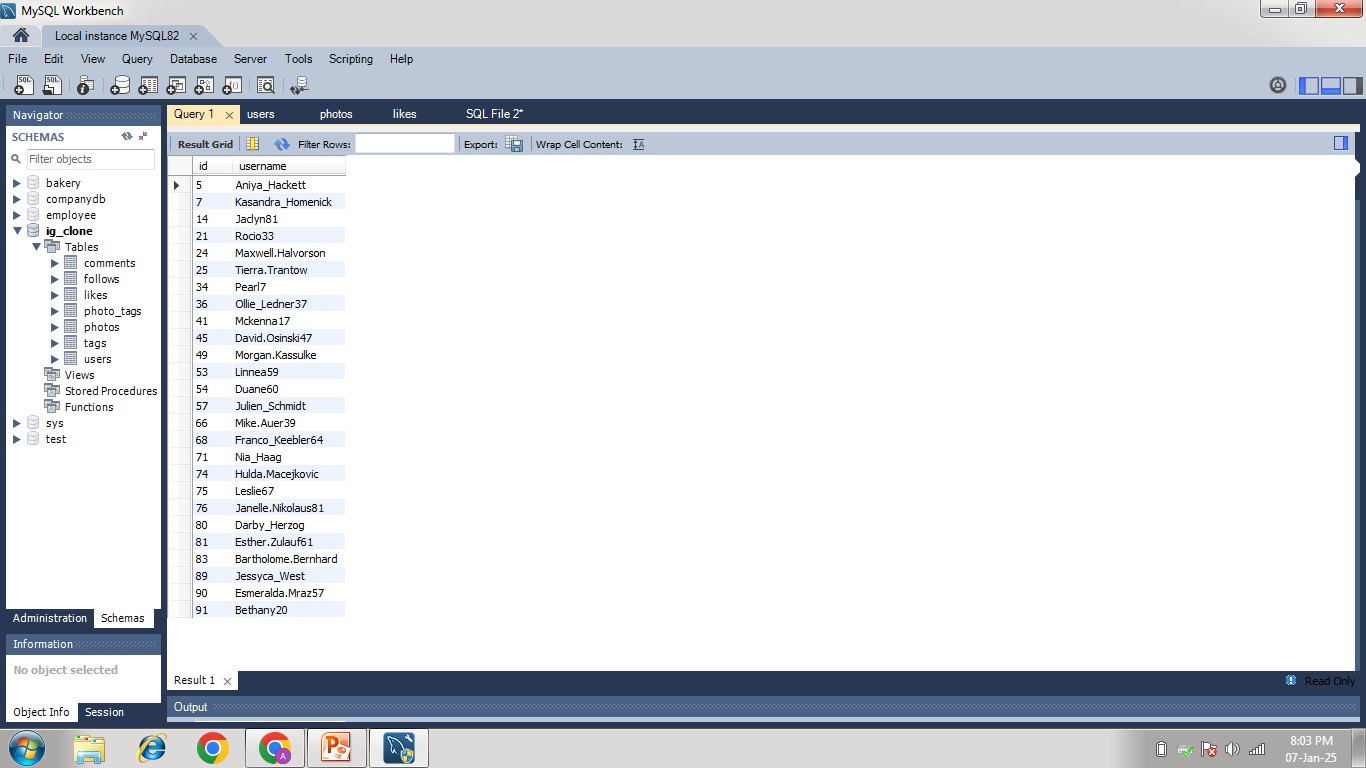 MySQL Workbench
Local instance MySQL82
File Edit View Query Database Server Tools Scripting Help
Navigator
SCHEMAS
Filter objects
bakery
companydb
employee
ig_clone
Tables
comments
follows
likes
photo_tags
photos
tags
users
Views
Stored Procedures
Functions
sys
test
Administration Schemas
Information
No object selected
Object Info Session
Query 1 users photos likes SQL File 2*
Result Grid Filter Rows: Export: Wrap Cell Content:
id username
5 Aniya_Hackett
7 Kasandra_Homenick
14 Jaclyn81
21 Rocio33
24 Maxwell.Halvorson
25 Tierra.Trantow
34 Pearl7
36 Ollie_Ledner37
41 Mckenna17
45 David.Osinski47
49 Morgan.Kassulke
53 Linnea59
54 Duane60
57 Julien_Schmidt
66 Mike.Auer39
68 Franco_Keebler64
71 Nia_Haag
74 Hulda.Macejkovic
75 Leslie67
76 Janelle.Nikolaus81
80 Darby_Herzog
81 Esther.Zulauf61
83 Bartholome.Bernhard
89 Jessyca_West
90 Esmeralda.Mraz57
91 Bethany20
Result 1
Read Only
Output
8:03 PM
07-Jan-25